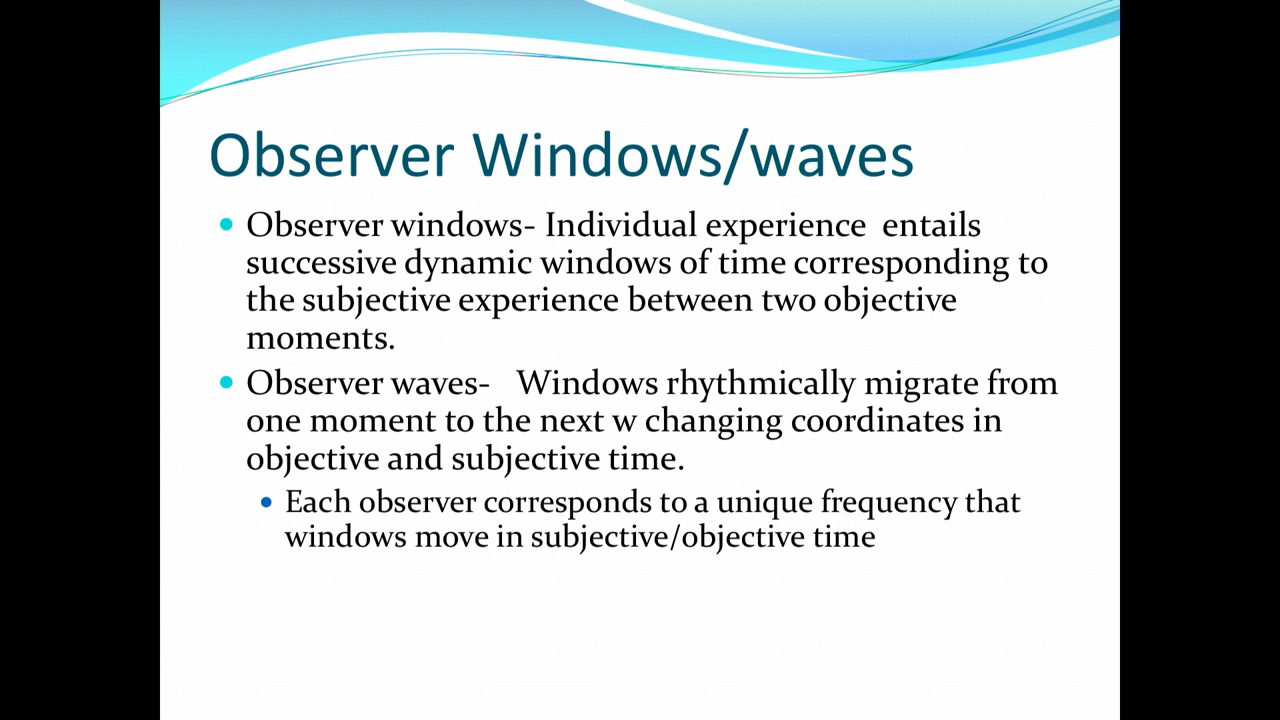 Observer Windows/waves
Observer windows- Individual experience entails
successive dynamic windows of time corresponding to
the subjective experience between two objective
moments.
Observer waves- Windows rhythmically migrate from
one moment to the next w changing coordinates in
objective and subjective time.
Each observer corresponds to a unique frequency that
windows move in subjective/objective time